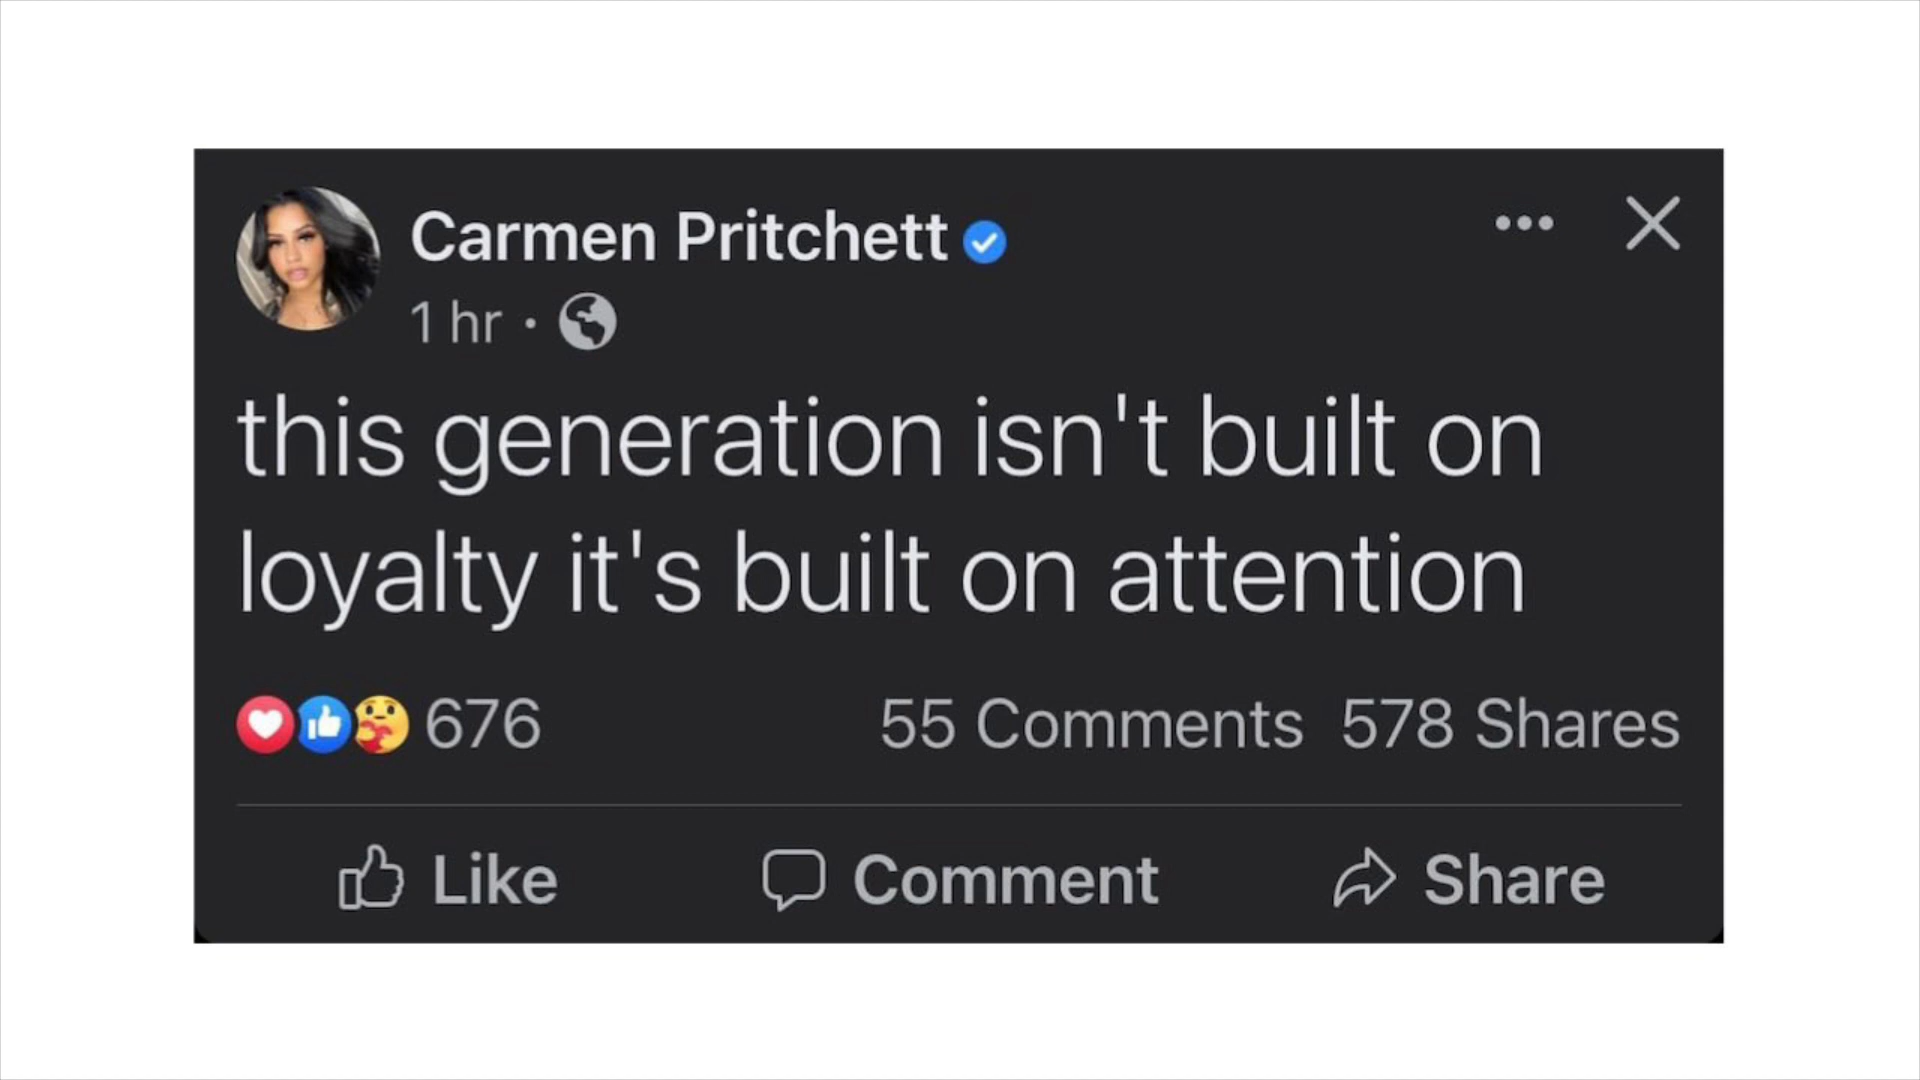 Carmen Pritchett
1 hr ·
this generation isn't built on
loyalty it's built on attention
676 55 Comments 578 Shares
Like Comment Share